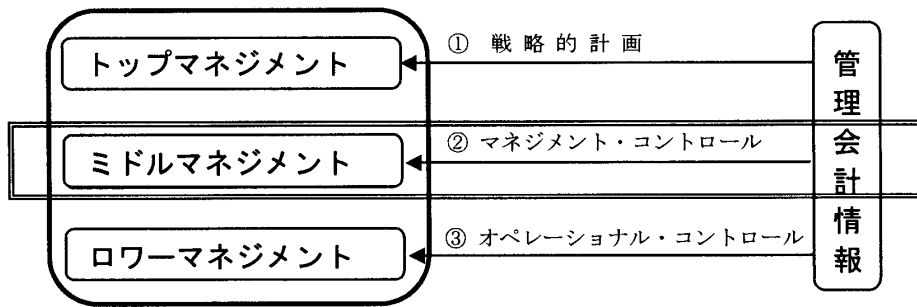 ① 戦略的計画
トップマネジメント
② マネジメント・コントロール
ミドルマネジメント
③ オペレーショナル・コントロール
ロワーマネジメント
管理会計情報